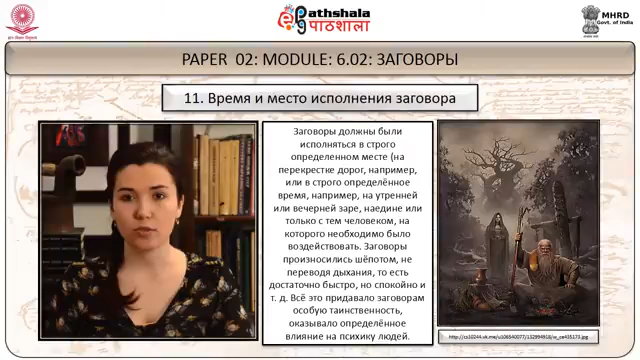 Pathshala
पाठशाला
MHRD
Govt. of India
PAPER 02: MODULE: 6.02: ЗАГОВОРЫ
11. Время и место исполнения заговора
Заговоры должны были
исполняться в строго
определенном месте (на
перекрестке дорог, например,
или в строго определённое
время, например, на утренней
или вечерней заре, наедине или
только с тем человеком, на
которого необходимо было
воздействовать. Заговоры
произносились шёпотом, не
переводя дыхания, то есть
достаточно быстро, но спокойно и
т. д. Всё это придавало заговорам
особую таинственность,
оказывало определённое
влияние на психику людей.